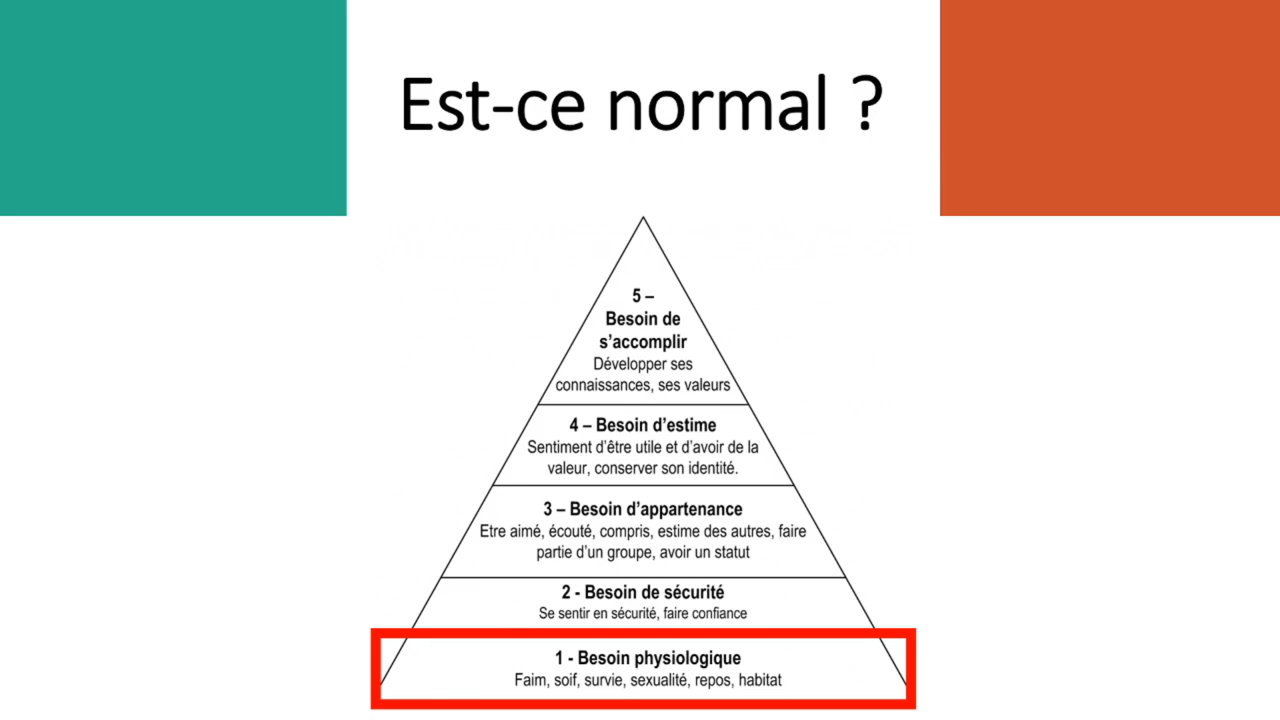 Est-ce normal ?
5 –
Besoin de
s’accomplir
Développer ses
connaissances, ses valeurs
4 – Besoin d’estime
Sentiment d’être utile et d’avoir de la
valeur, conserver son identité.
3 – Besoin d’appartenance
Etre aimé, écouté, compris, estime des autres, faire
partie d’un groupe, avoir un statut
2 - Besoin de sécurité
Se sentir en sécurité, faire confiance
1 - Besoin physiologique
Faim, soif, survie, sexualité, repos, habitat